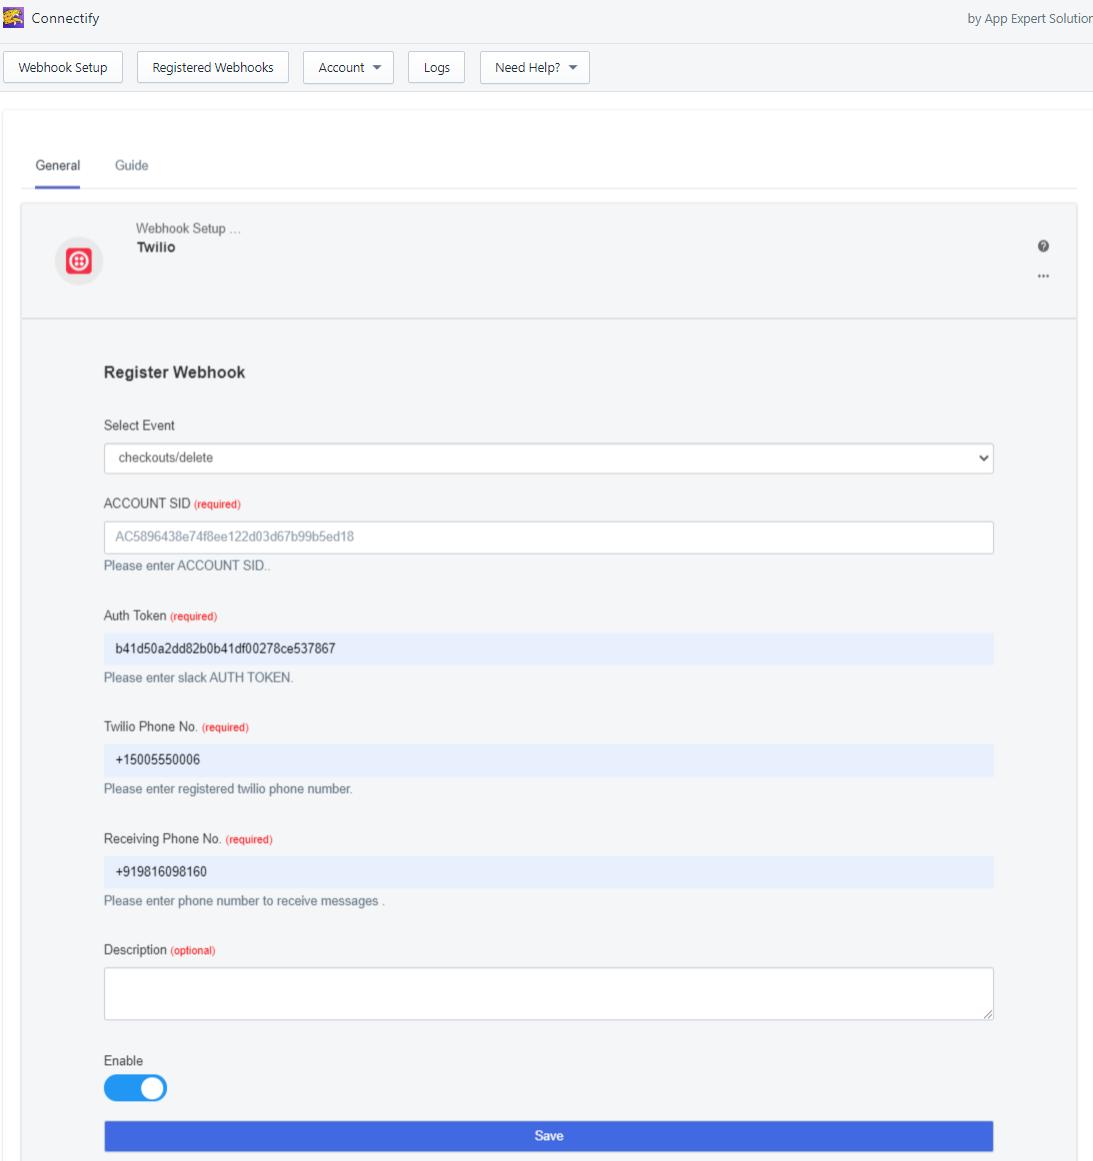 Connectify
by App Expert Solution
Webhook Setup
Registered Webhooks
Account
Logs
Need Help?
General
Guide
Webhook Setup ...
Twilio
Register Webhook
Select Event
checkouts/delete
ACCOUNT SID (required)
AC5896438e74f8ee122d03d67b99b5ed18
Please enter ACCOUNT SID..
Auth Token (required)
b41d50a2dd82b0b41df00278ce537867
Please enter slack AUTH TOKEN.
Twilio Phone No. (required)
+15005550006
Please enter registered twilio phone number.
Receiving Phone No. (required)
+919816098160
Please enter phone number to receive messages .
Description (optional)
Enable
Save